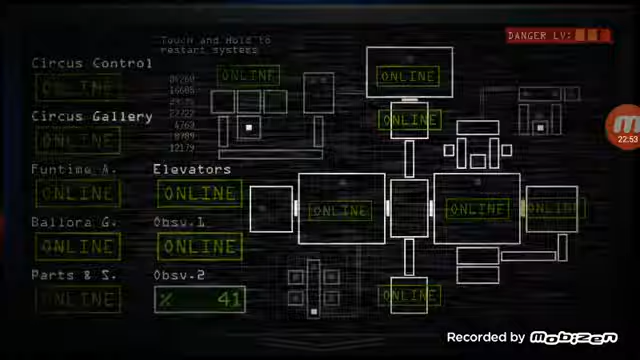 Touch and Hold to
restart systems
DANGER LV:
Circus Control
ONLINE
Circus Gallery
ONLINE
Funtime A.
ONLINE
Ballora G.
ONLINE
Parts & S.
ONLINE
Elevators
ONLINE
Obsv.1
ONLINE
Obsv.2
% 41
ONLINE
ONLINE
ONLINE
ONLINE
ONLINE
ONLINE
ONLINE
4769
12179
22:53
Recorded by Mobizen